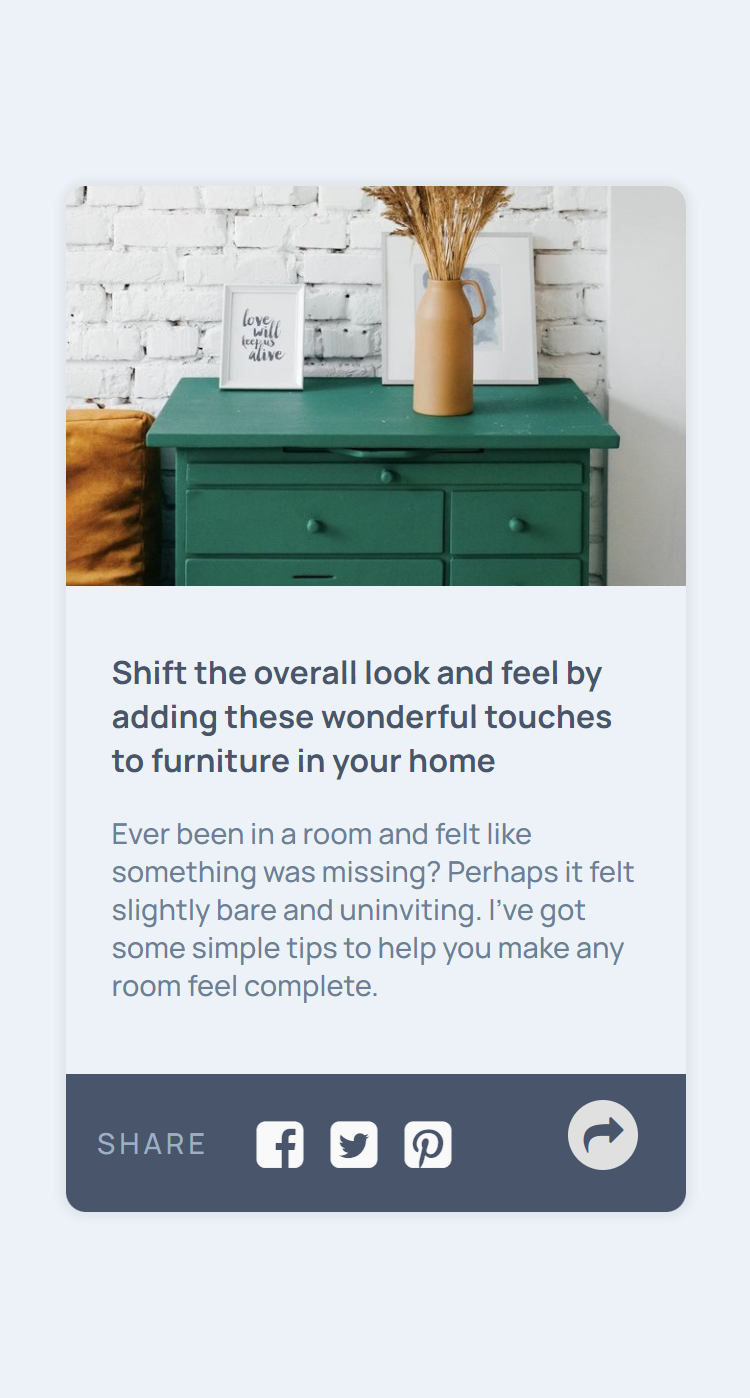 love
will
keep us
alive
Shift the overall look and feel by
adding these wonderful touches
to furniture in your home
Ever been in a room and felt like
something was missing? Perhaps it felt
slightly bare and uninviting. I’ve got
some simple tips to help you make any
room feel complete.
SHARE